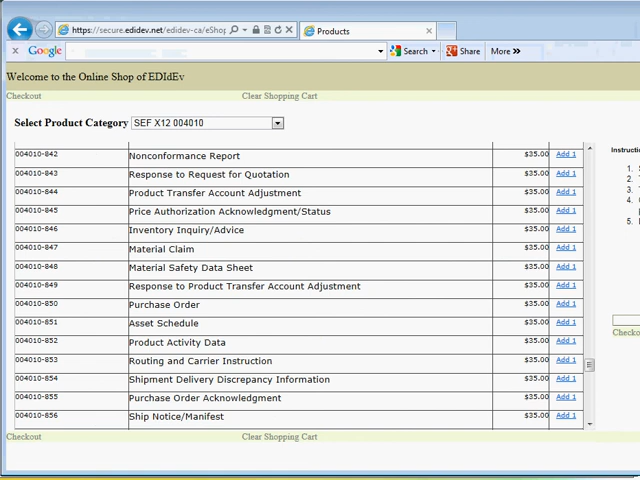 https://secure.edidev.net/edidev-ca/eShop
Products
Google
Search
Share
More »
Welcome to the Online Shop of EDIdEv
Checkout Clear Shopping Cart
Select Product Category SEF X12 004010
004010-842 Nonconformance Report $35.00 Add 1
004010-843 Response to Request for Quotation $35.00 Add 1
004010-844 Product Transfer Account Adjustment $35.00 Add 1
004010-845 Price Authorization Acknowledgment/Status $35.00 Add 1
004010-846 Inventory Inquiry/Advice $35.00 Add 1
004010-847 Material Claim $35.00 Add 1
004010-848 Material Safety Data Sheet $35.00 Add 1
004010-849 Response to Product Transfer Account Adjustment $35.00 Add 1
004010-850 Purchase Order $35.00 Add 1
004010-851 Asset Schedule $35.00 Add 1
004010-852 Product Activity Data $35.00 Add 1
004010-853 Routing and Carrier Instruction $35.00 Add 1
004010-854 Shipment Delivery Discrepancy Information $35.00 Add 1
004010-855 Purchase Order Acknowledgment $35.00 Add 1
004010-856 Ship Notice/Manifest $35.00 Add 1
Instructi
1.
2.
3.
4.
5.
Checko
Checkout Clear Shopping Cart